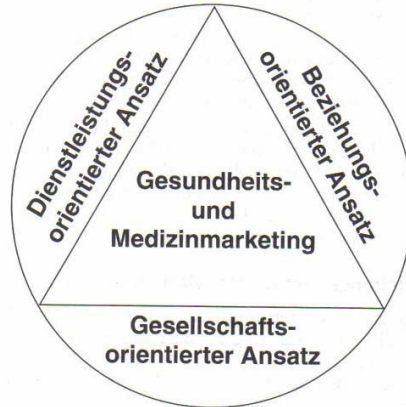 Dienstleistungs-
orientierter Ansatz
Beziehungs-
orientierter Ansatz
Gesundheits-
und
Medizinmarketing
Gesellschafts-
orientierter Ansatz